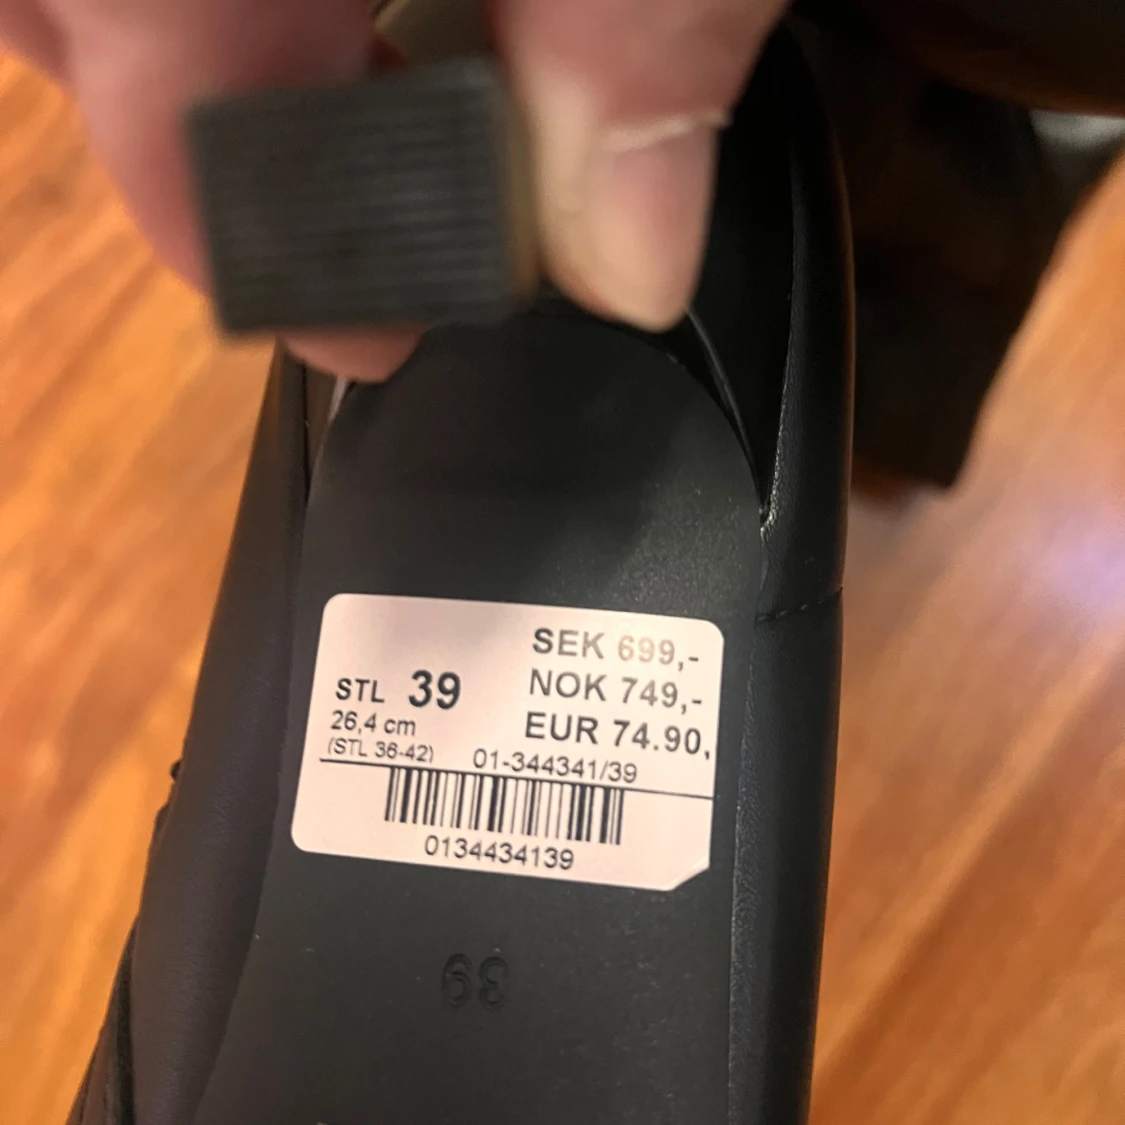 SEK 699,-
NOK 749,-
EUR 74.90,
STL 39
26,4 cm
(STL 36-42)
01-344341/39
0134434139
39